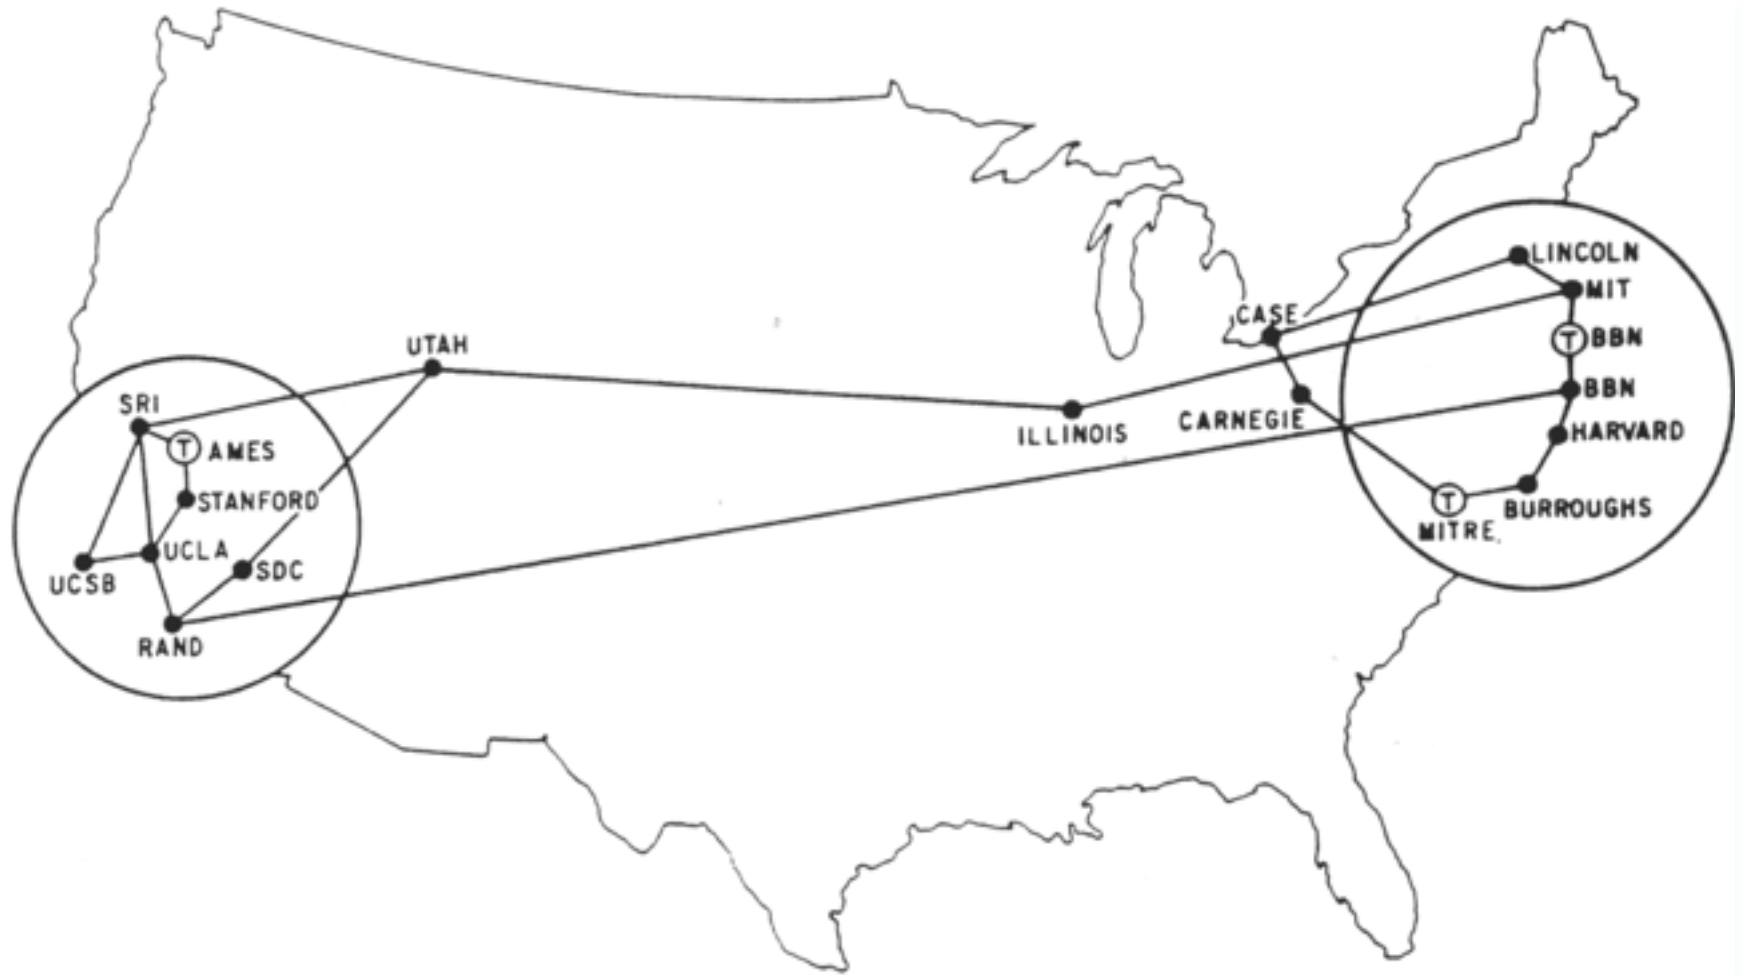 LINCOLN
MIT
CASE
T BBN
UTAH
BBN
SRI
CARNEGIE
ILLINOIS
HARVARD
T AMES
STANFORD
T
BURROUGHS
MITRE
UCLA
SDC
UCSB
RAND